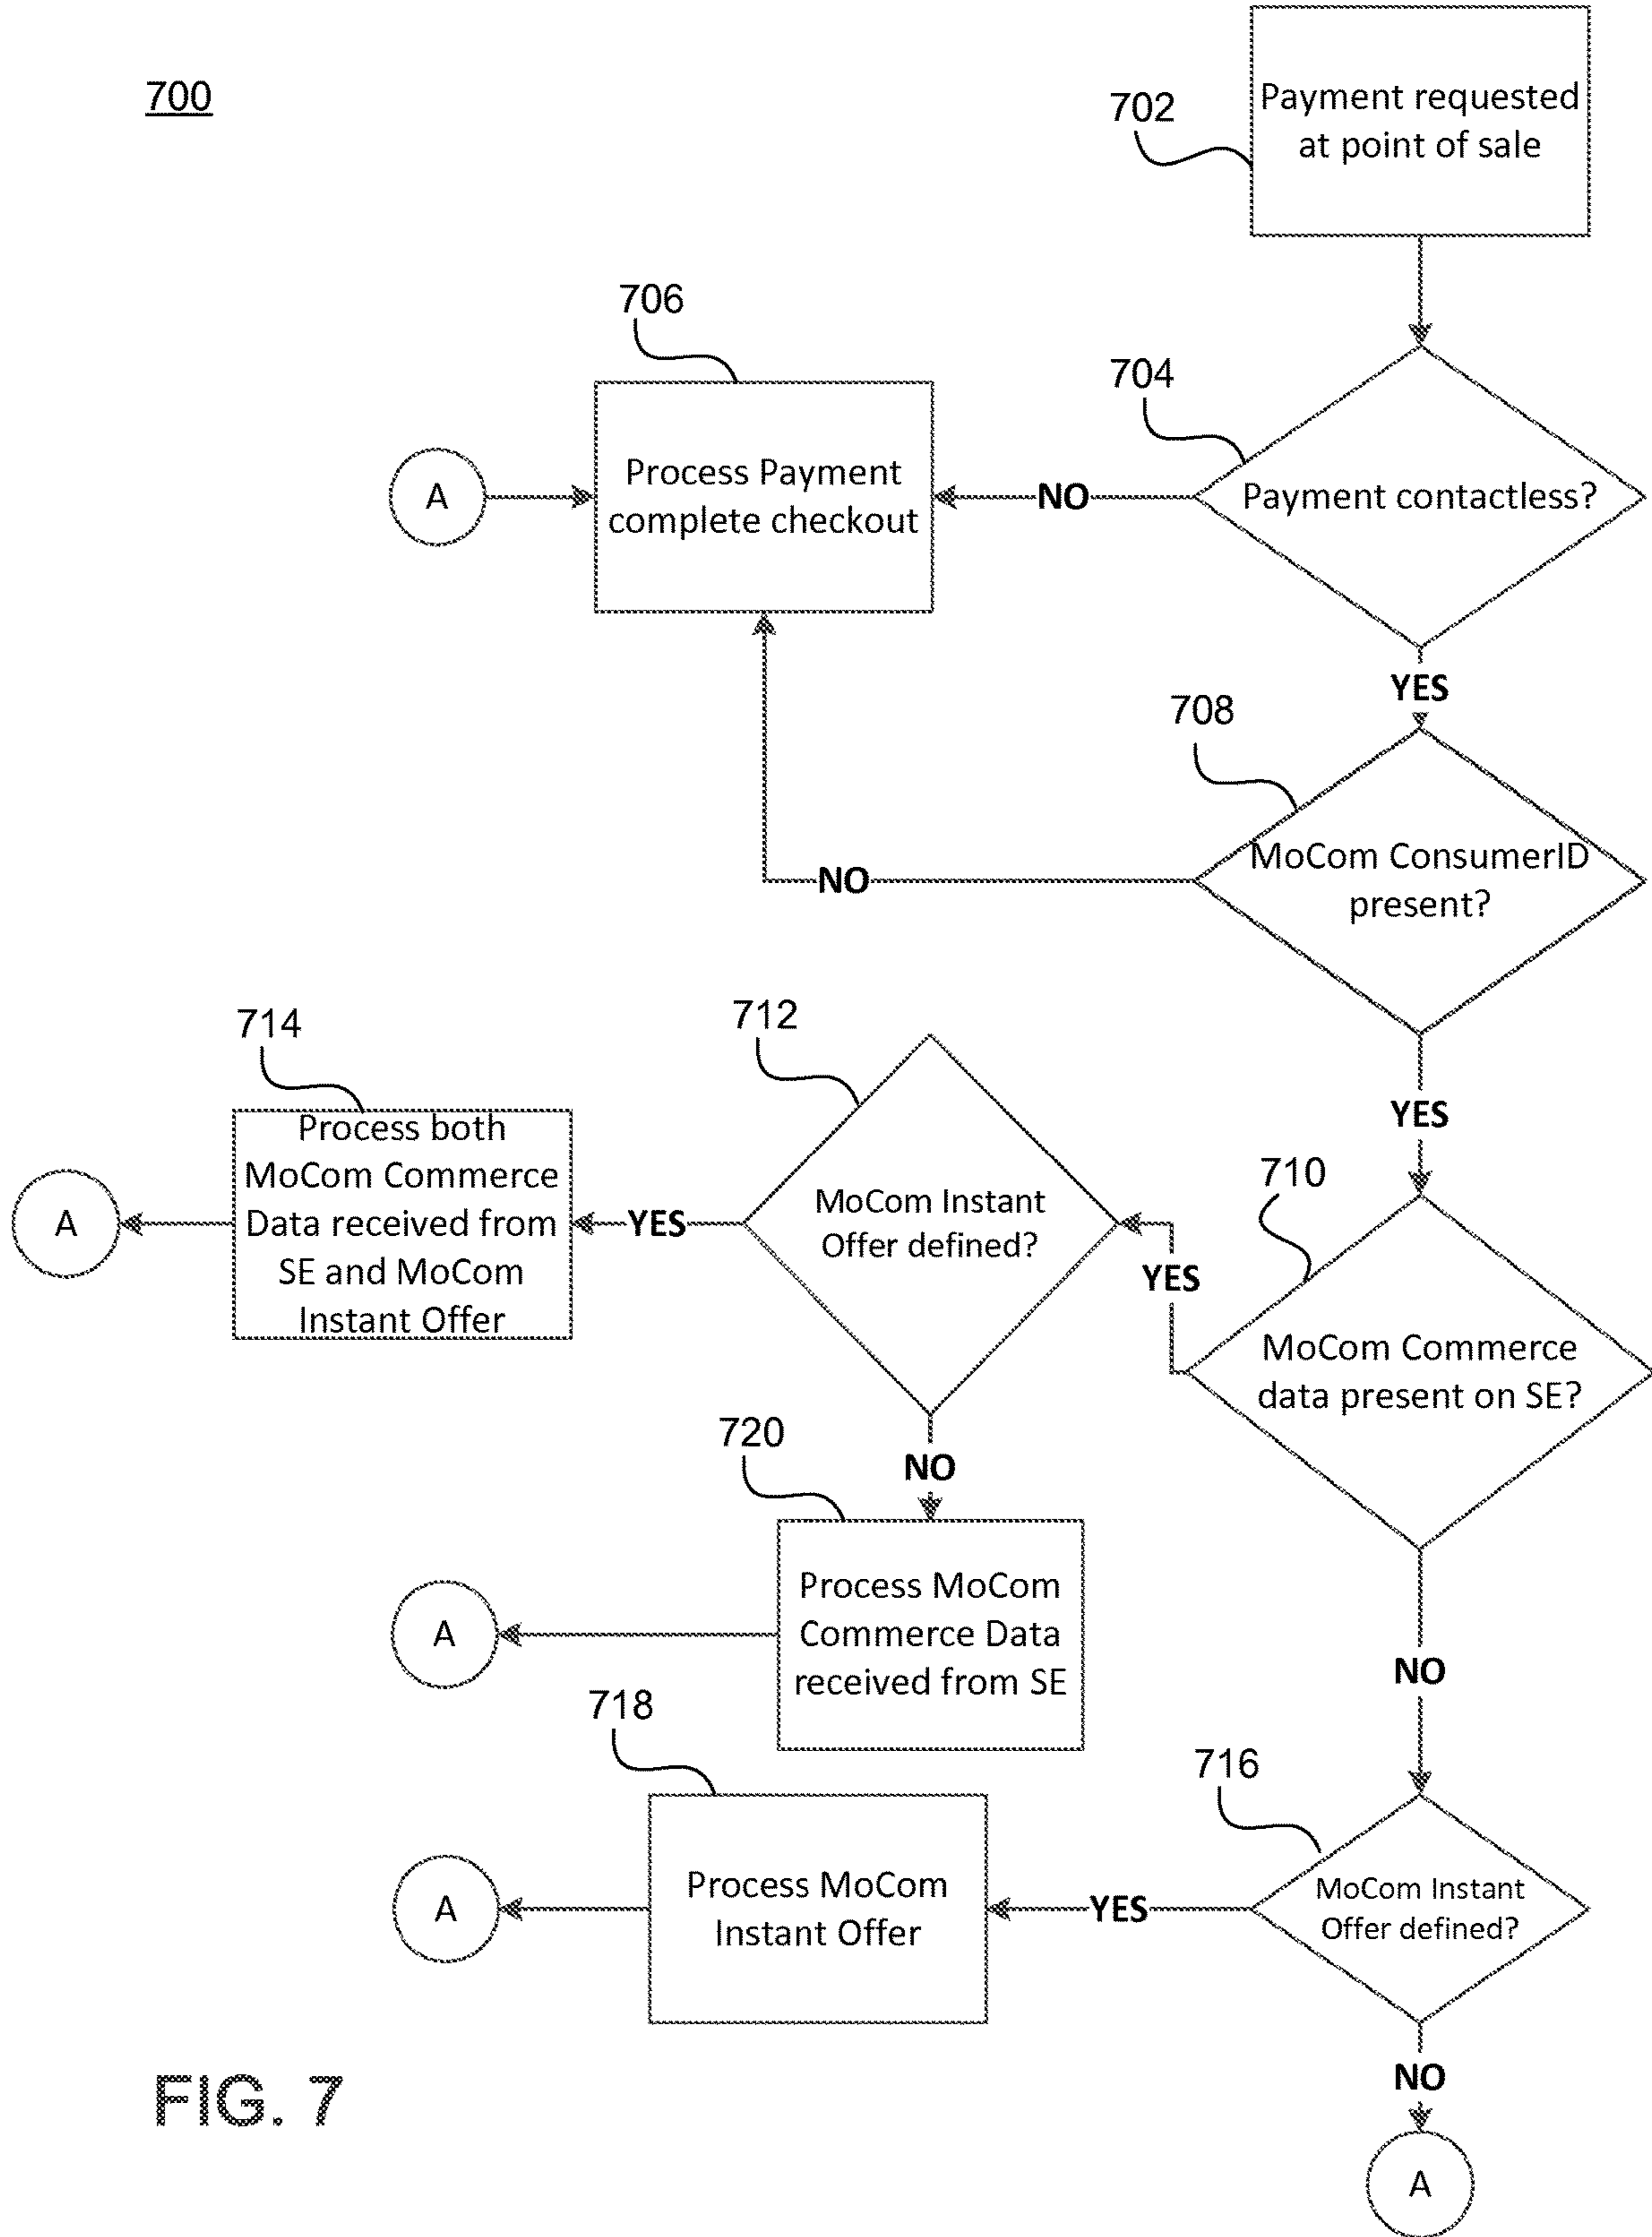 700
702
Payment requested
at point of sale
706
704
A
Process Payment
complete checkout
NO
Payment contactless?
YES
708
MoCom ConsumerID
present?
NO
YES
714
712
710
Process both
MoCom Commerce
Data received from
SE and MoCom
Instant Offer
A
YES
MoCom Instant
Offer defined?
YES
MoCom Commerce
data present on SE?
720
NO
A
Process MoCom
Commerce Data
received from SE
NO
718
716
A
Process MoCom
Instant Offer
YES
MoCom Instant
Offer defined?
NO
A
FIG. 7